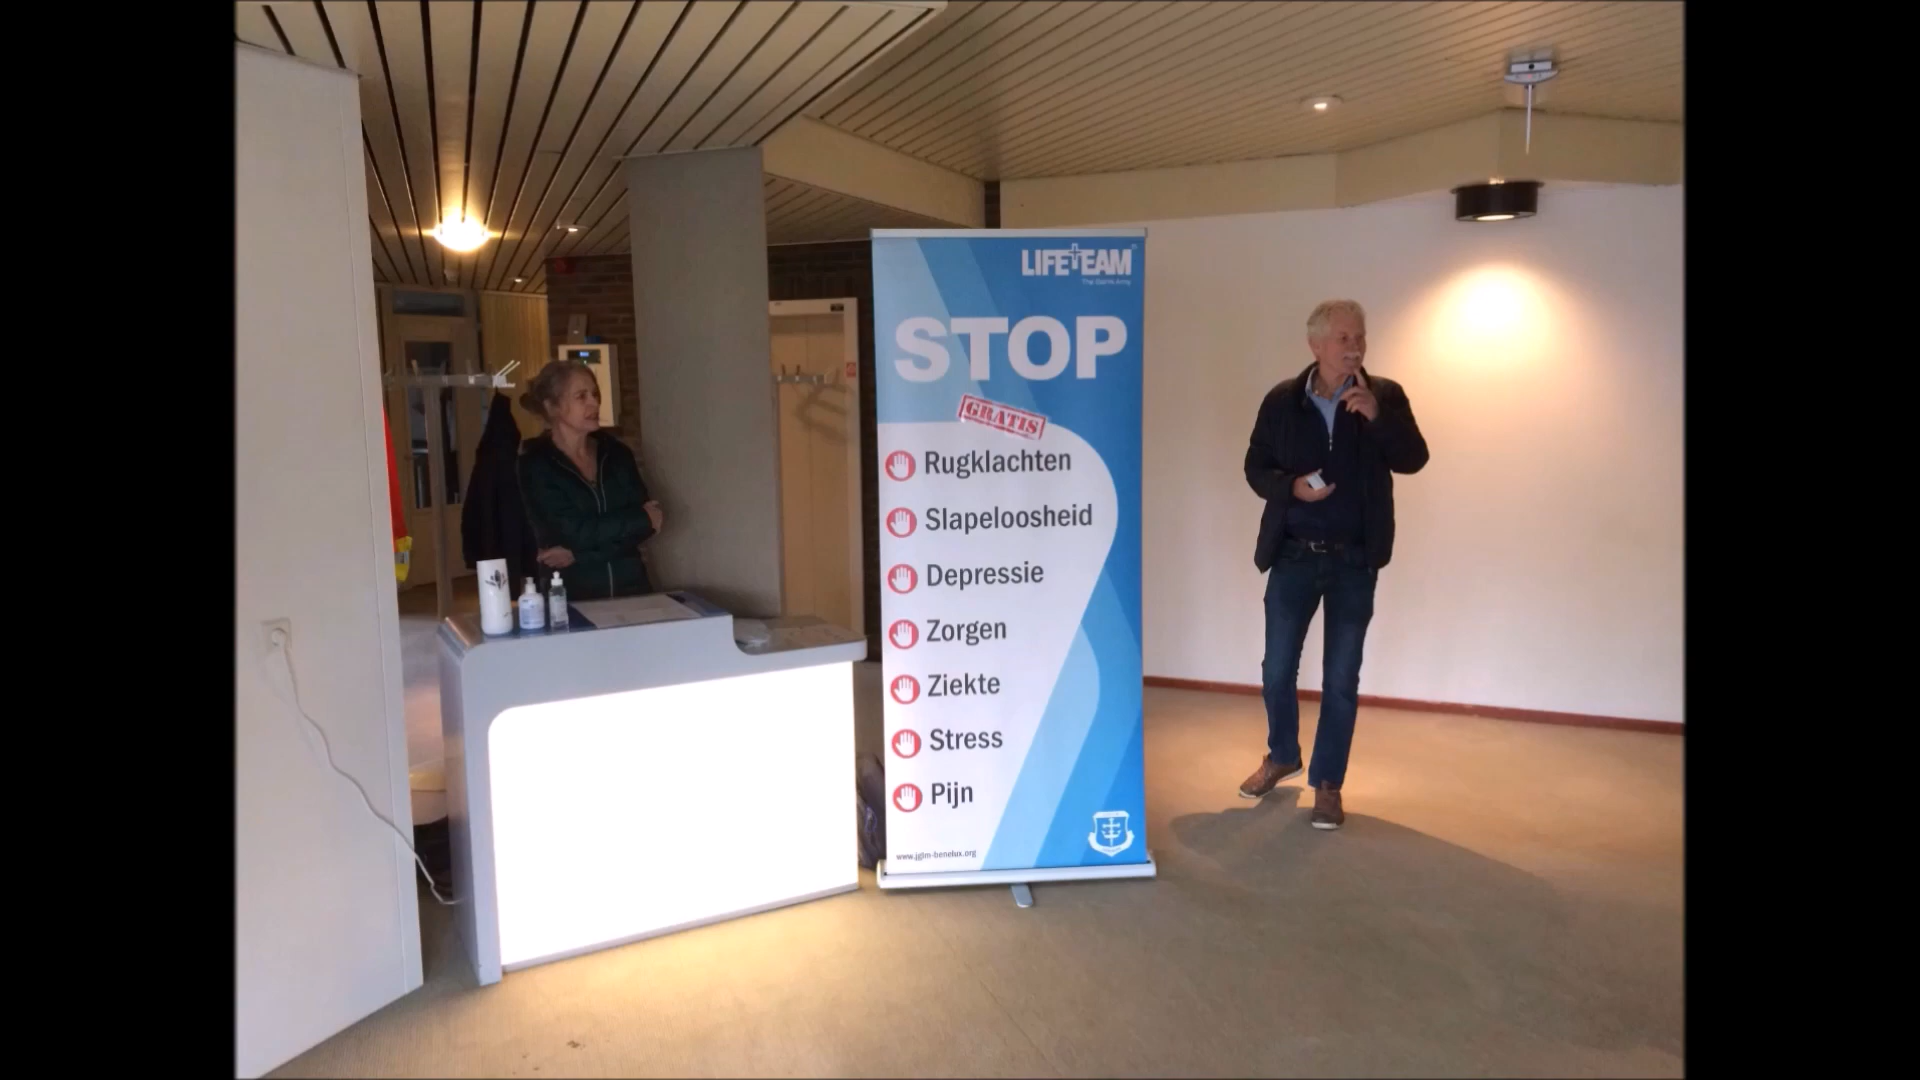 LIFETEAM
STOP
GRATIS
Rugklachten
Slapeloosheid
Depressie
Zorgen
Ziekte
Stress
Pijn
www.jglm-benelux.org